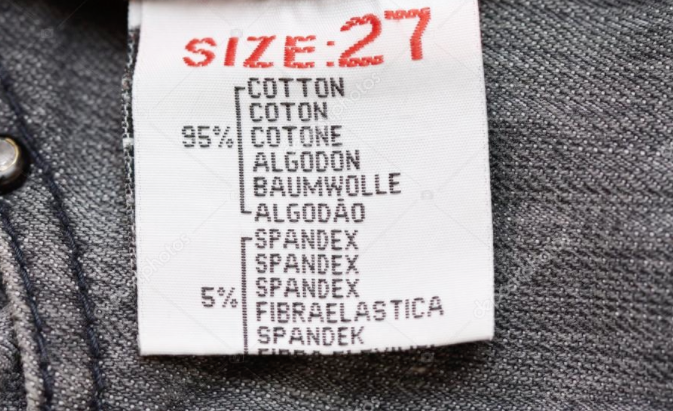 SIZE:27
95%
COTTON
COTON
COTONE
ALGODON
BAUMWOLLE
ALGODÃO
5%
SPANDEX
SPANDEX
SPANDEX
FIBRAELASTICA
SPANDEK